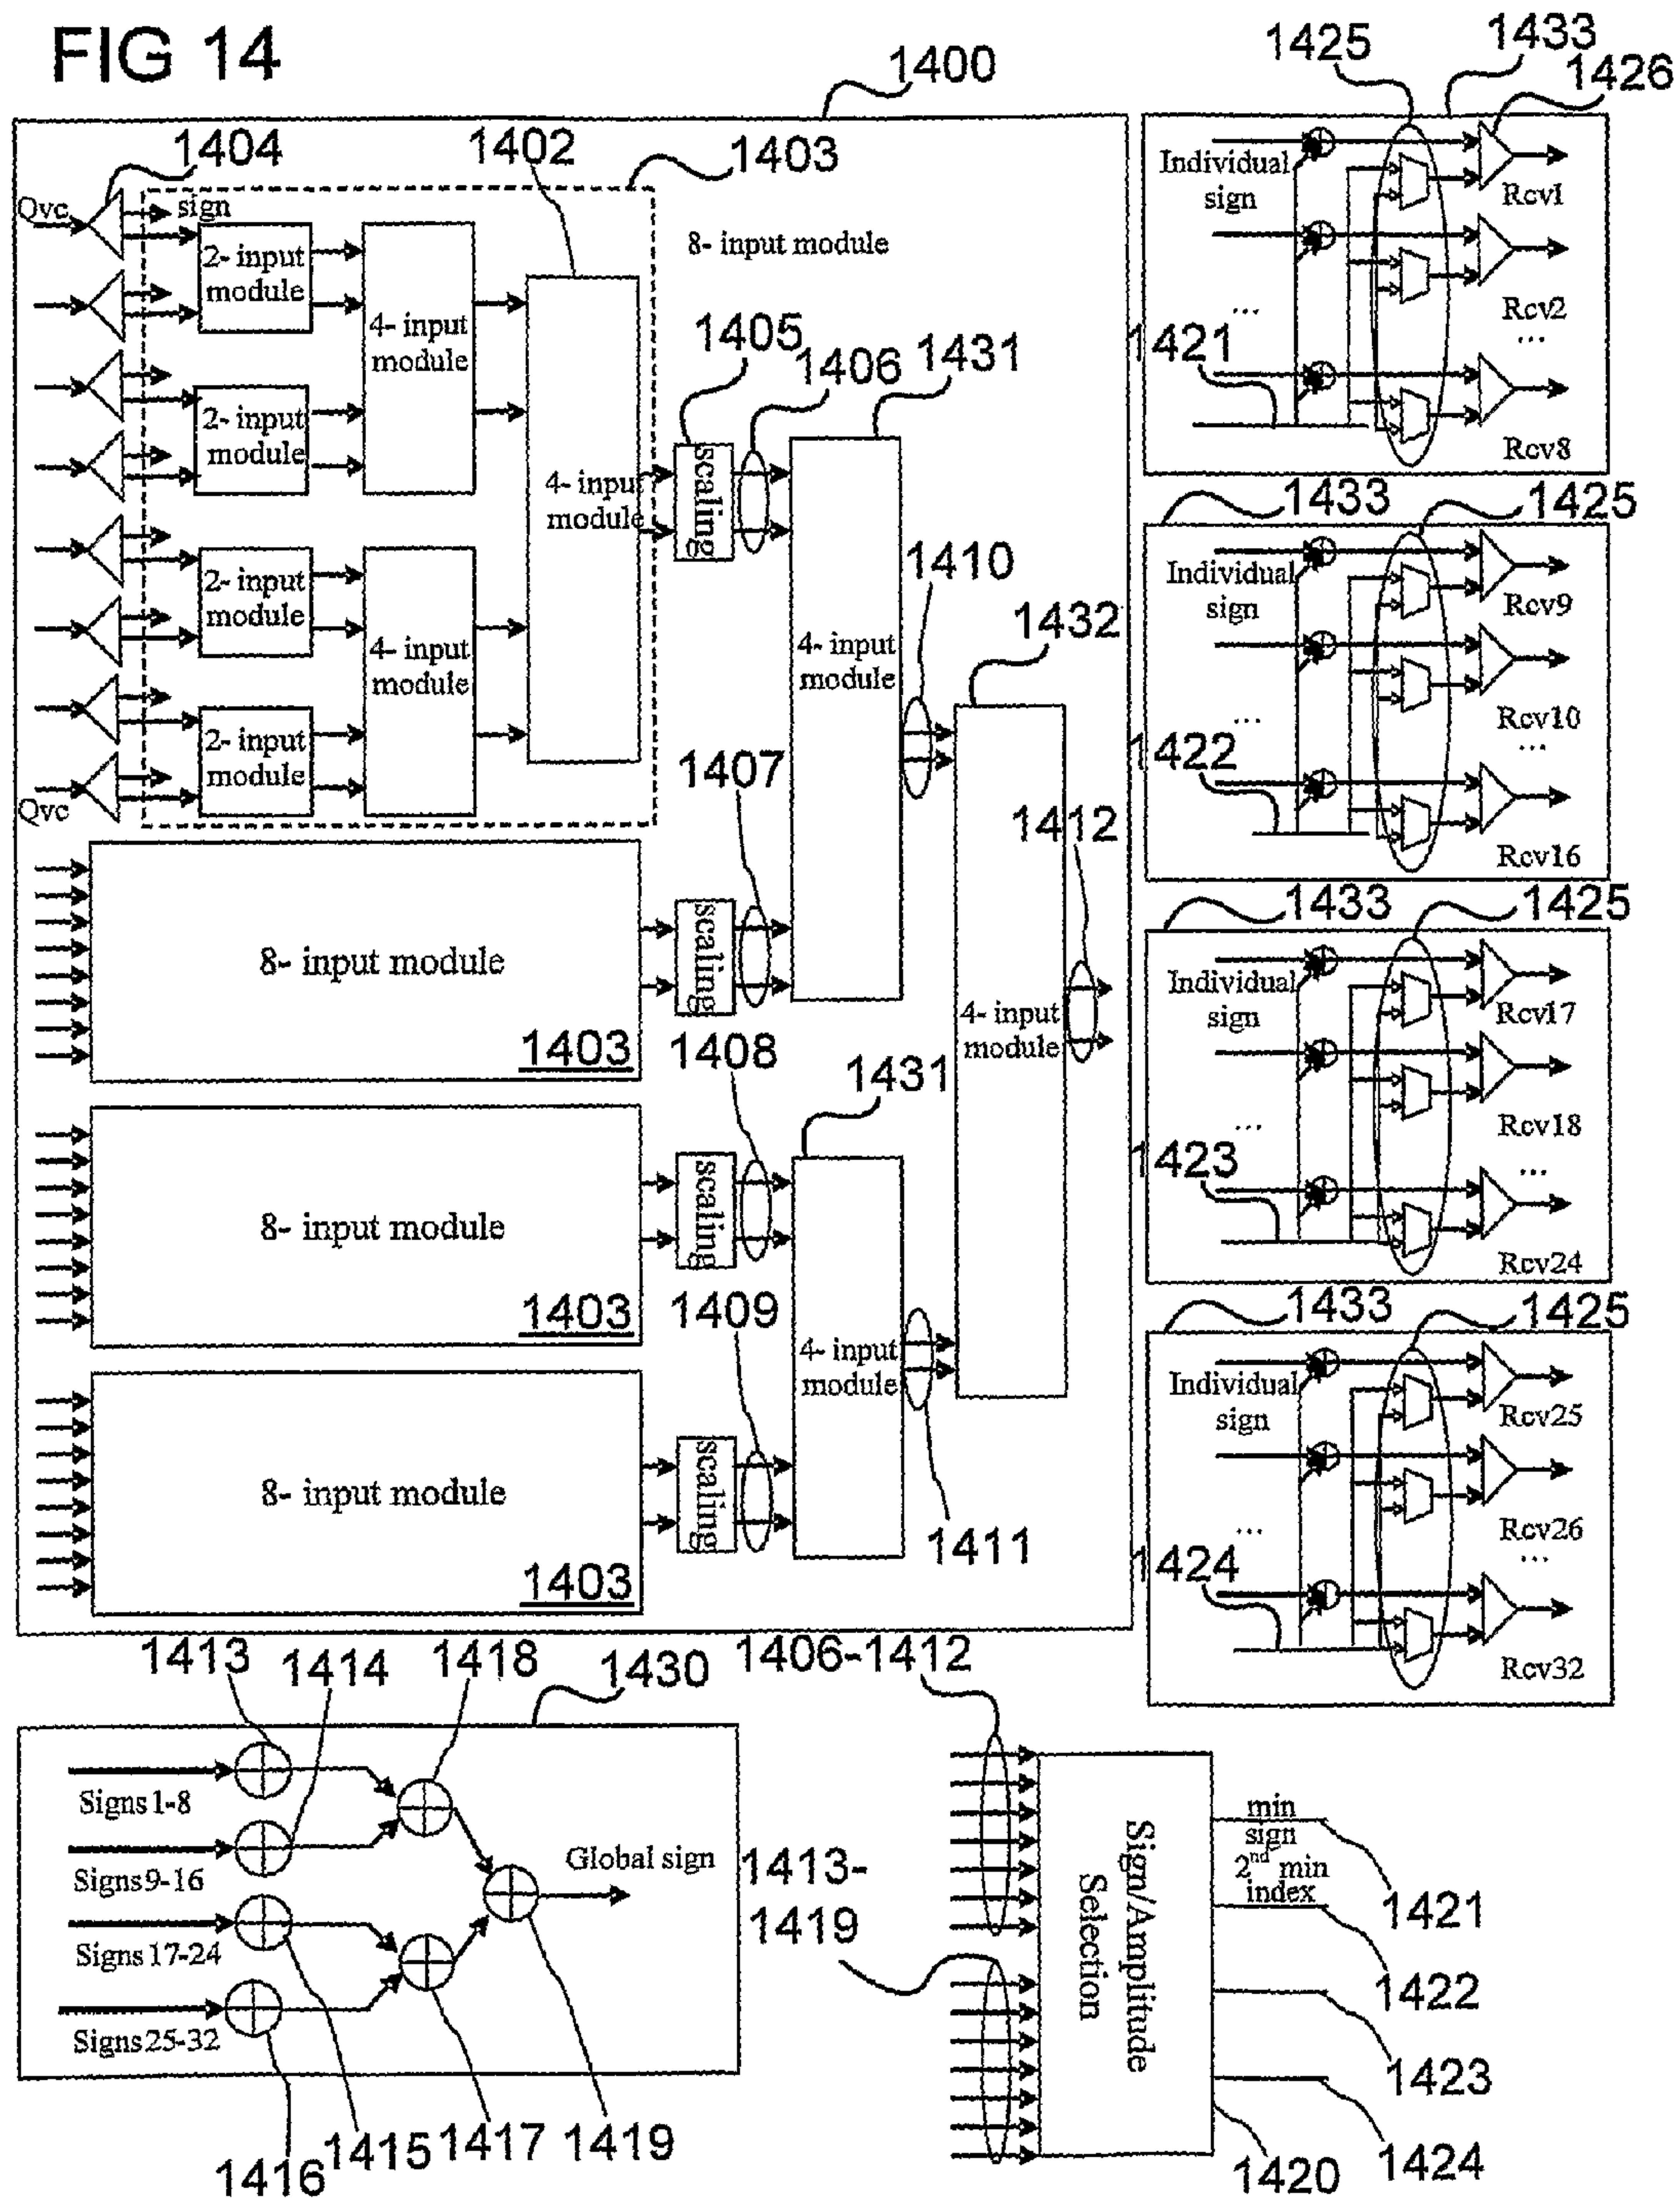 FIG 14
1400
1404
1402
1403
Qvc
sign
2- input
module
4- input
module
8- input module
2- input
module
4- input
module
1405
1406
1431
scaling
2- input
module
4- input
module
2- input
module
Qvc
4- input
module
1410
1432
1407
1412
8- input module
1403
scaling
1408
1431
4- input
module
8- input module
1403
scaling
1409
4- input
module
8- input module
1403
scaling
1411
1425
1433
1426
Individual
sign
Rcv1
...
Rcv2
...
1421
Rcv8
1433
1425
Individual
sign
Rcv9
...
Rcv10
...
1422
Rcv16
1433
1425
Individual
sign
Rcv17
...
Rcv18
...
1423
Rcv24
1433
1425
Individual
sign
Rcv25
...
Rcv26
...
1424
Rcv32
1413
1414
1418
1430
Signs 1-8
Signs 9-16
Global sign
Signs 17-24
Signs 25-32
1416
1415
1417
1419
1406-1412
1413-
1419
Sign/Amplitude
Selection
min
sign
2nd min
index
1421
1422
1423
1424
1420